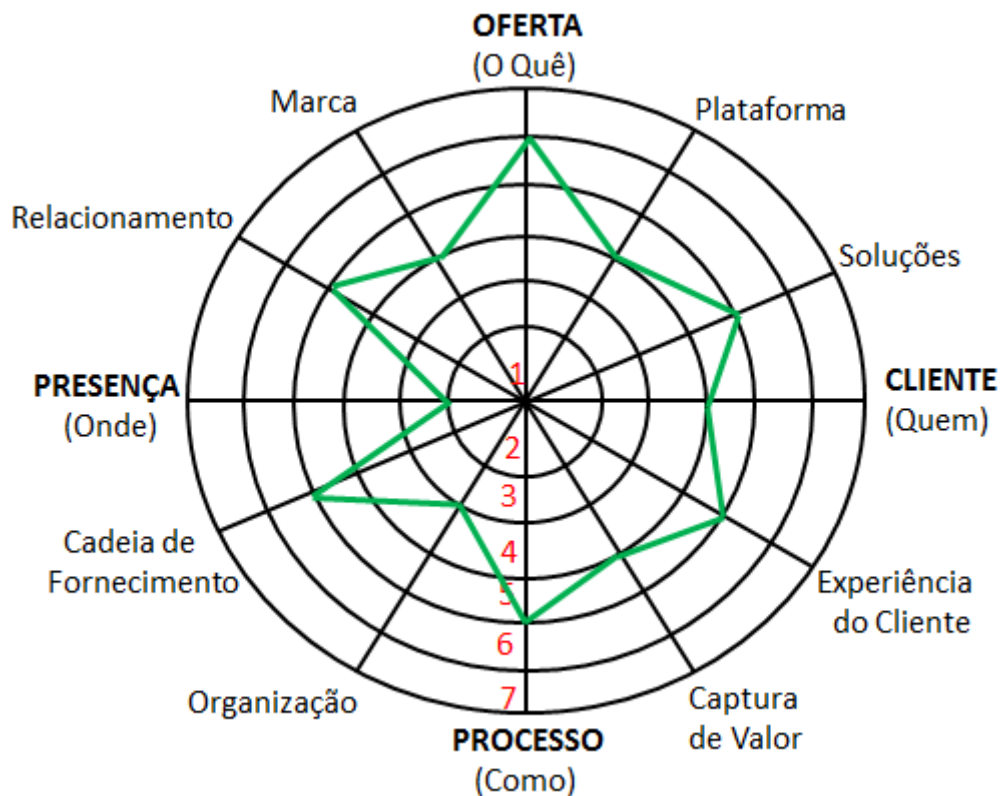 OFERTA
(O Quê)
Marca
Plataforma
Relacionamento
Soluções
PRESENÇA
(Onde)
CLIENTE
(Quem)
1
2
3
4
5
6
7
Cadeia de
Fornecimento
Experiência
do Cliente
Organização
Captura
de Valor
PROCESSO
(Como)